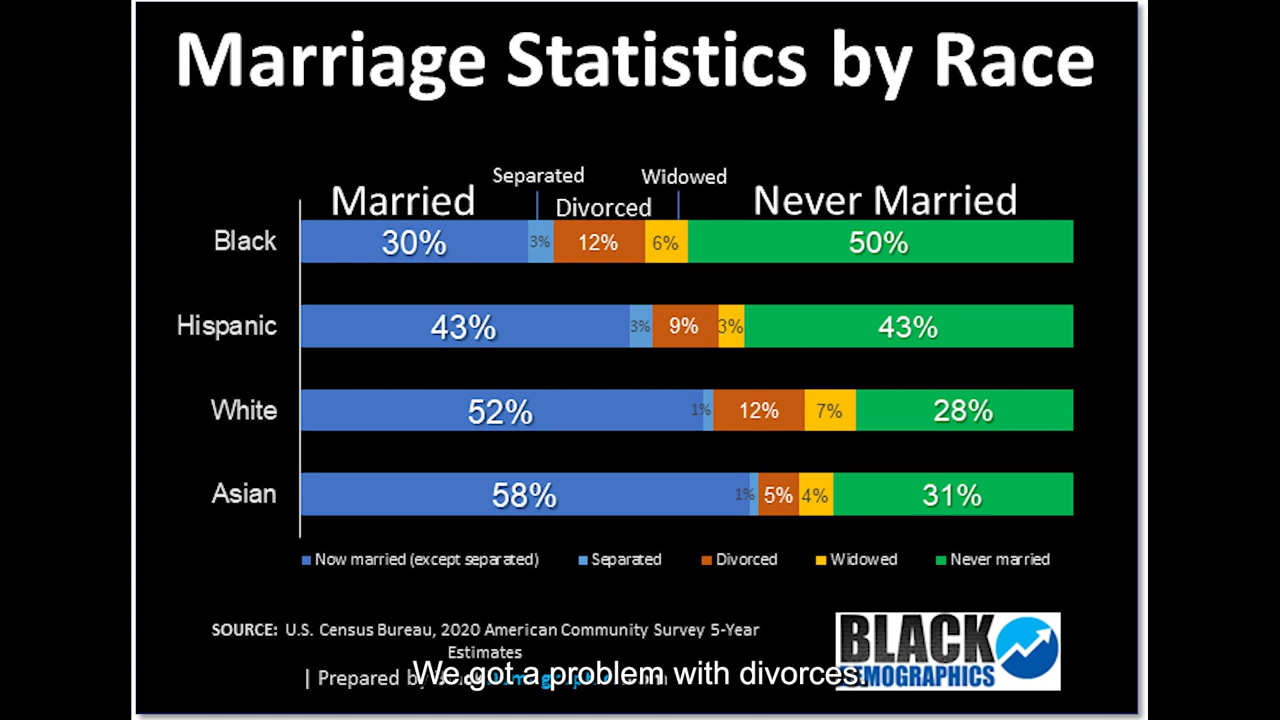 Marriage Statistics by Race
Separated
Widowed
Married
Divorced
Never Married
Black
30%
3%
12%
6%
50%
Hispanic
43%
3%
9%
3%
43%
White
52%
1%
12%
7%
28%
Asian
58%
1%
5%
4%
31%
Now married (except separated)
Separated
Divorced
Widowed
Never married
SOURCE: U.S. Census Bureau, 2020 American Community Survey 5-Year
Estimates
| Prepared
We got a problem with divorces.
BLACK